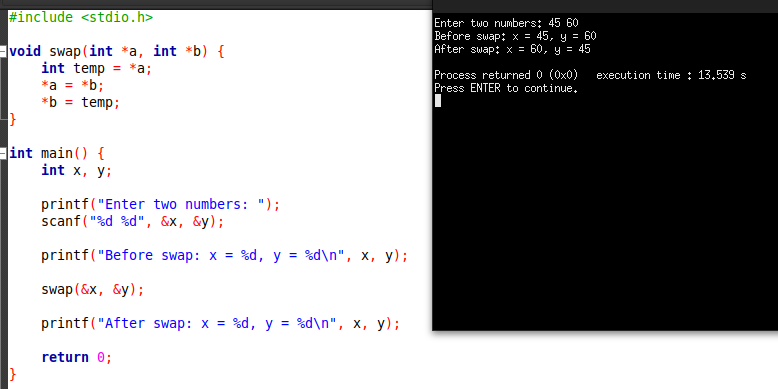 #include <stdio.h>
void swap(int *a, int *b) {
    int temp = *a;
    *a = *b;
    *b = temp;
}
int main() {
    int x, y;
    printf("Enter two numbers: ");
    scanf("%d %d", &x, &y);
    printf("Before swap: x = %d, y = %d\n", x, y);
    swap(&x, &y);
    printf("After swap: x = %d, y = %d\n", x, y);
    return 0;
}
Enter two numbers: 45 60
Before swap: x = 45, y = 60
After swap: x = 60, y = 45
Process returned 0 (0x0)   execution time : 13.539 s
Press ENTER to continue.